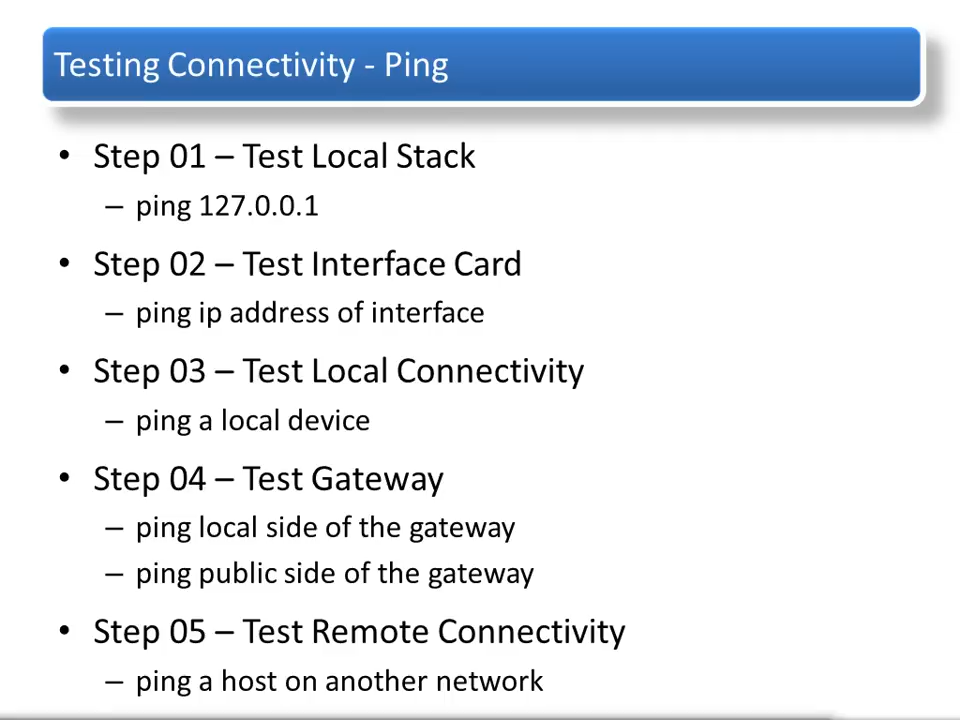 Testing Connectivity - Ping
• Step 01 – Test Local Stack
– ping 127.0.0.1
• Step 02 – Test Interface Card
– ping ip address of interface
• Step 03 – Test Local Connectivity
– ping a local device
• Step 04 – Test Gateway
– ping local side of the gateway
– ping public side of the gateway
• Step 05 – Test Remote Connectivity
– ping a host on another network